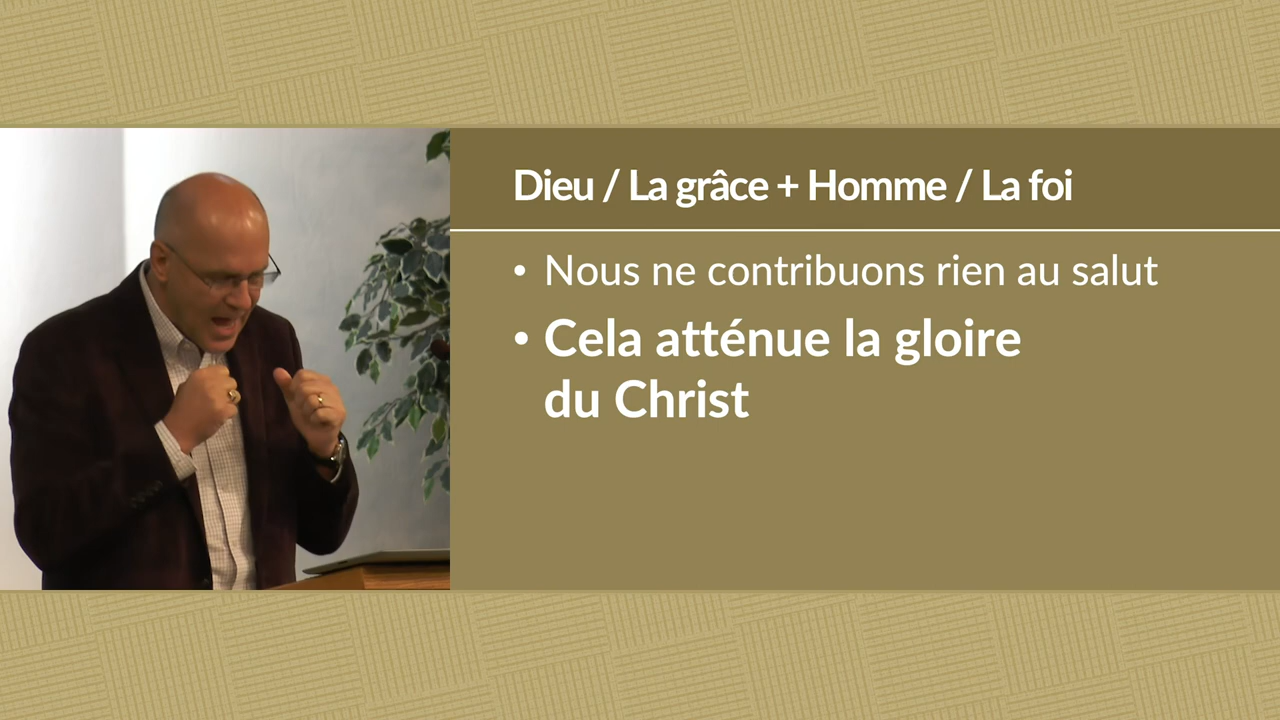 Dieu / La grâce + Homme / La foi
• Nous ne contribuons rien au salut
• Cela atténue la gloire
du Christ